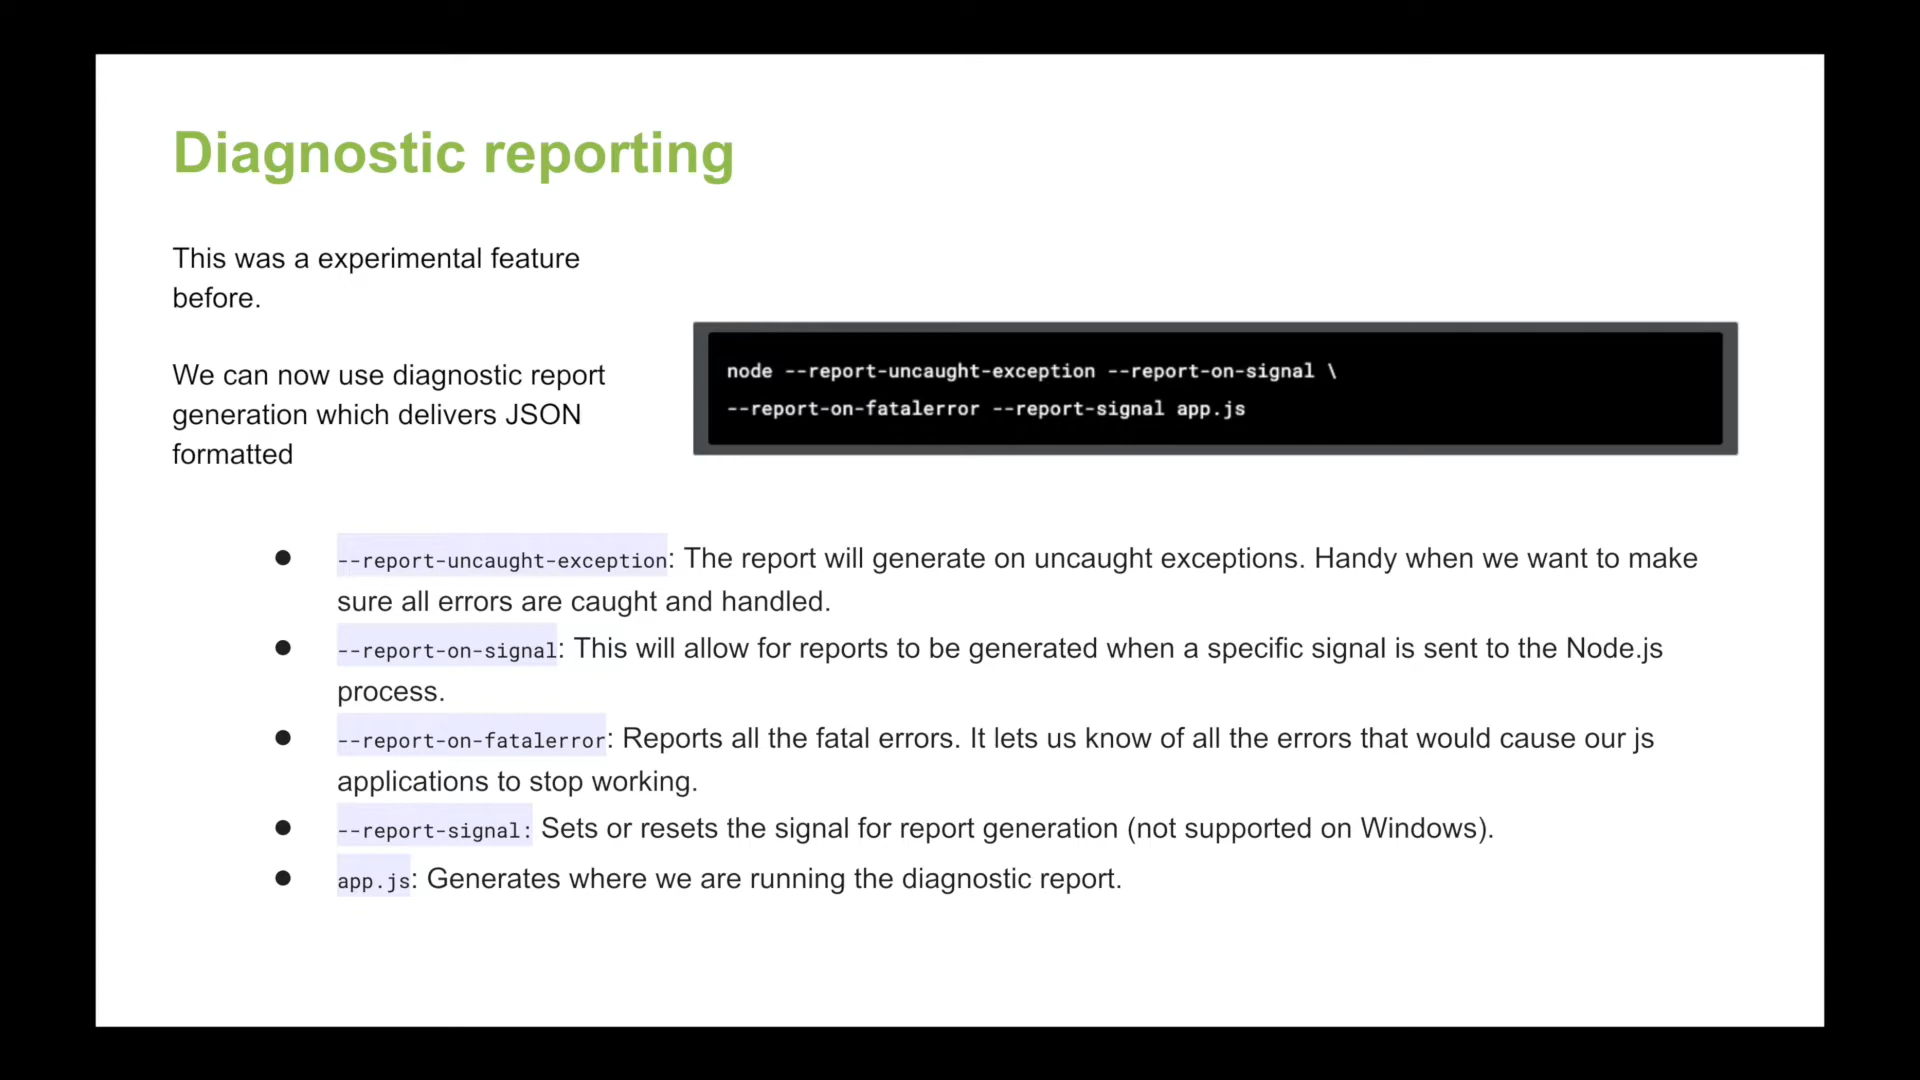 Diagnostic reporting
This was a experimental feature
before.
We can now use diagnostic report
generation which delivers JSON
formatted
node --report-uncaught-exception --report-on-signal \
--report-on-fatalerror --report-signal app.js
● --report-uncaught-exception: The report will generate on uncaught exceptions. Handy when we want to make
sure all errors are caught and handled.
● --report-on-signal: This will allow for reports to be generated when a specific signal is sent to the Node.js
process.
● --report-on-fatalerror: Reports all the fatal errors. It lets us know of all the errors that would cause our js
applications to stop working.
● --report-signal: Sets or resets the signal for report generation (not supported on Windows).
● app.js: Generates where we are running the diagnostic report.